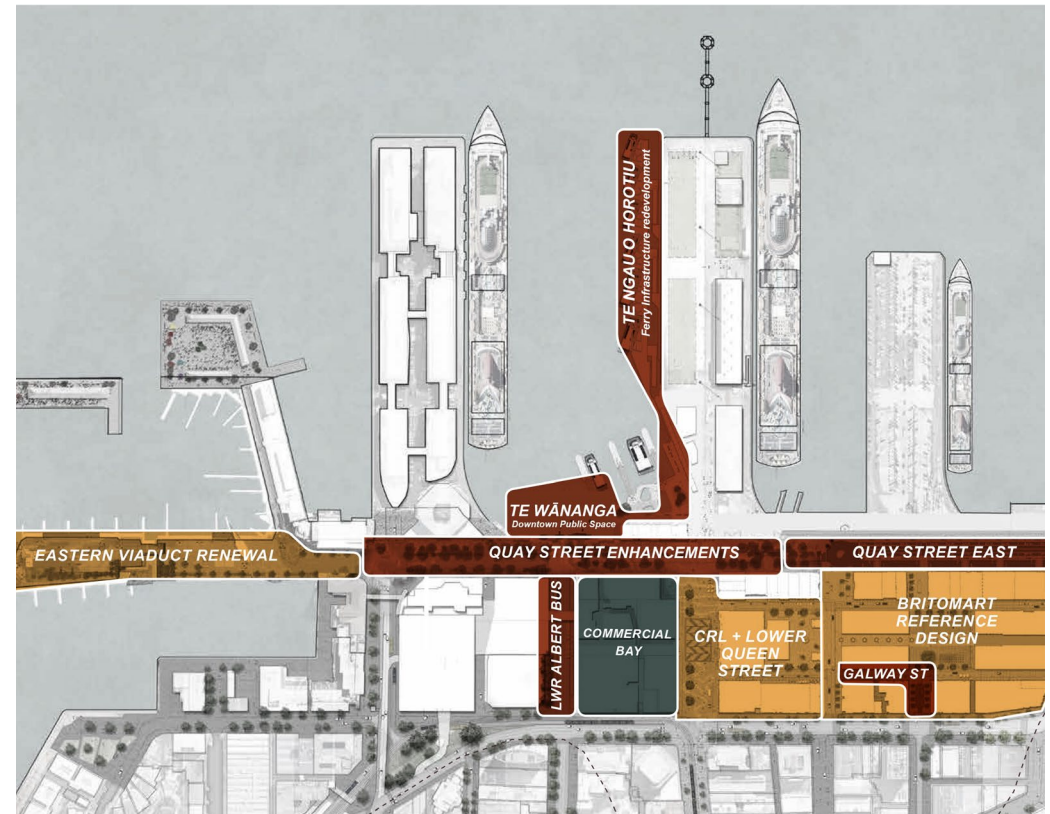 TE NGAU O HOROTIU
Ferry Infrastructure redevelopment
TE WĀNANGA
Downtown Public Space
EASTERN VIADUCT RENEWAL
QUAY STREET ENHANCEMENTS
QUAY STREET EAST
LWR ALBERT BUS
COMMERCIAL
BAY
CRL + LOWER
QUEEN
STREET
BRITOMART
REFERENCE
DESIGN
GALWAY ST